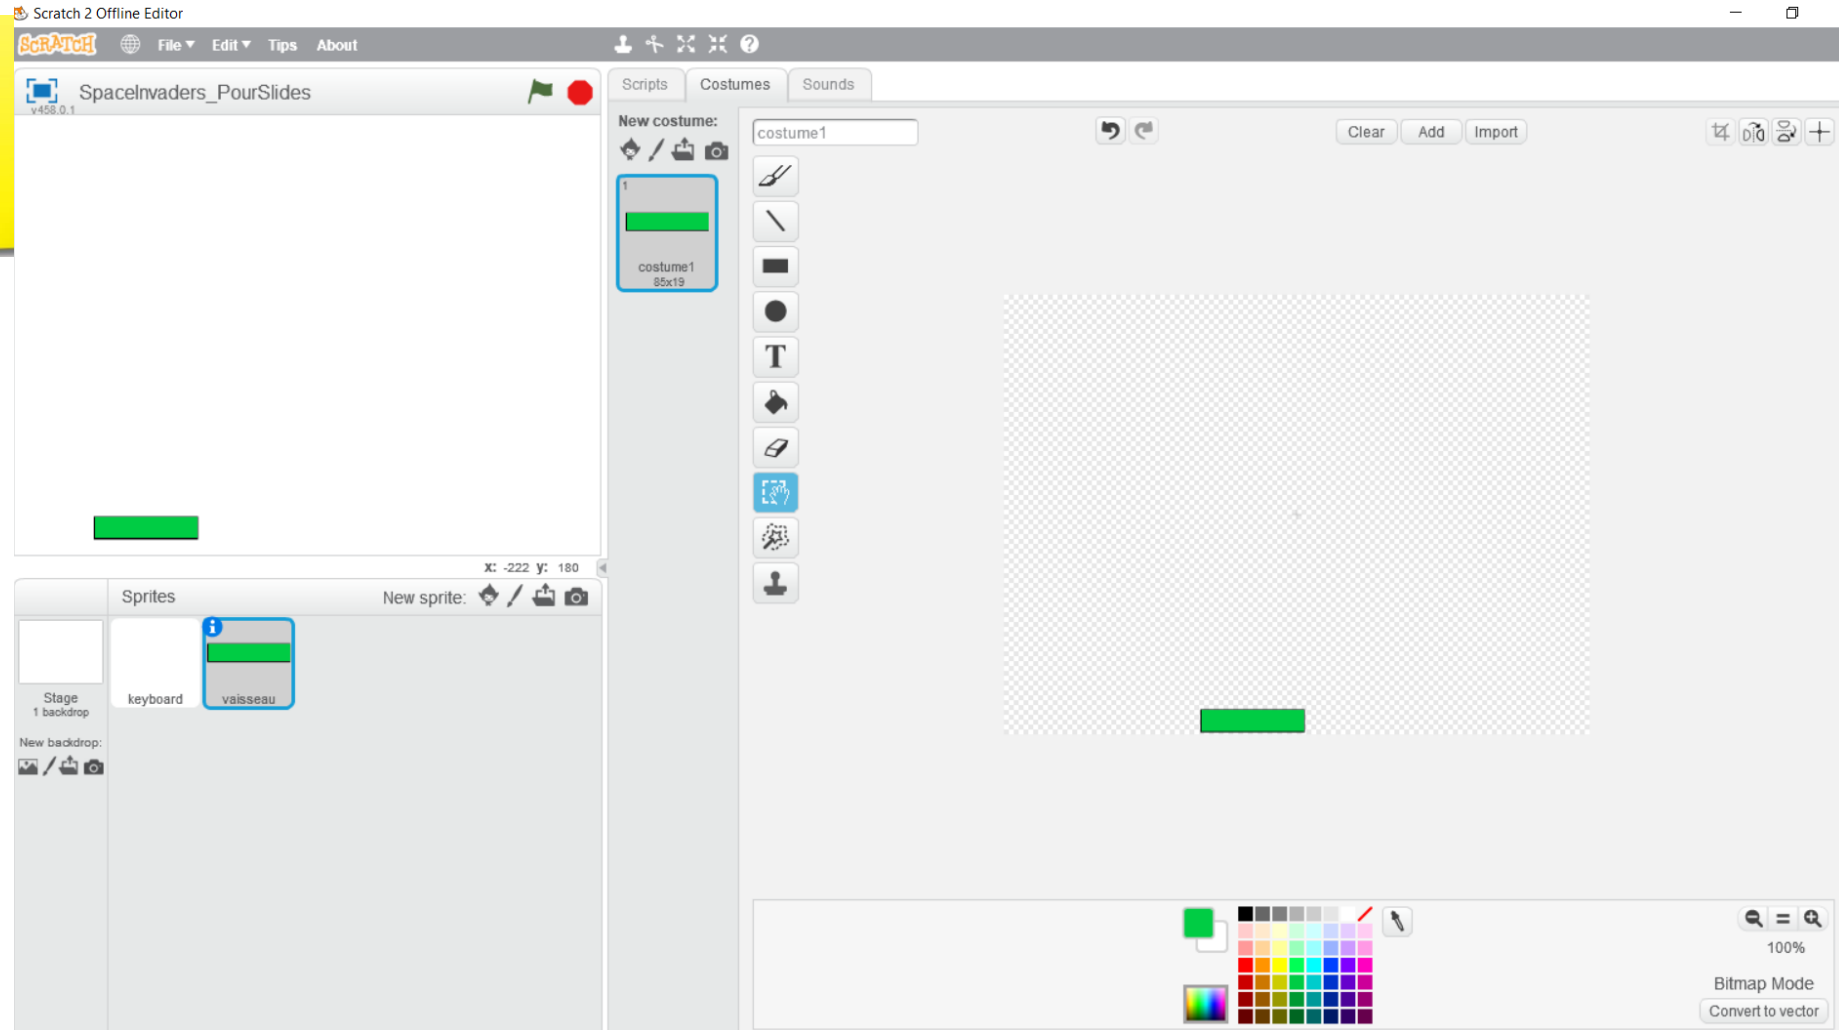 Scratch 2 Offline Editor
SCRATCH File Edit Tips About
SpaceInvaders_PourSlides
v458.0.1
Scripts Costumes Sounds
New costume:
costume1
Clear Add Import
1
costume1
85x19
T
X: -222 y: 180
Sprites New sprite:
Stage
1 backdrop
keyboard
vaisseau
New backdrop:
100%
Bitmap Mode
Convert to vector